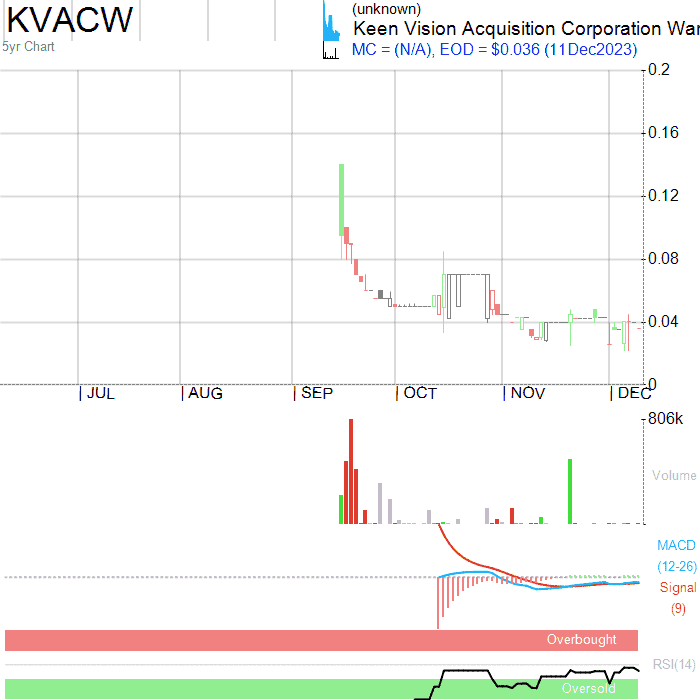 KVACW
5yr Chart
(unknown)
Keen Vision Acquisition Corporation War
MC = (N/A), EOD = $0.036 (11Dec2023)
0.2
0.16
0.12
0.08
0.04
0
JUL AUG SEP OCT NOV DEC
806k
Volume
MACD
(12-26)
Signal
(9)
Overbought
RSI(14)
Oversold